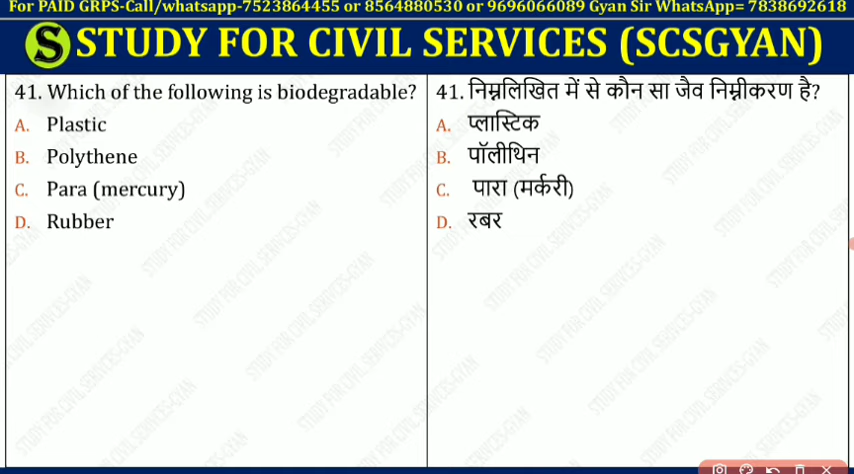 For PAID GRPS-Call/whatsapp-7523864455 or 8564880530 or 9696066089 Gyan Sir WhatsApp= 7838692618
S STUDY FOR CIVIL SERVICES (SCSGYAN)
41. Which of the following is biodegradable?
A. Plastic
B. Polythene
C. Para (mercury)
D. Rubber
41. निम्नलिखित में से कौन सा जैव निम्नीकरण है?
A. प्लास्टिक
B. पॉलीथिन
C. पारा (मर्करी)
D. रबर